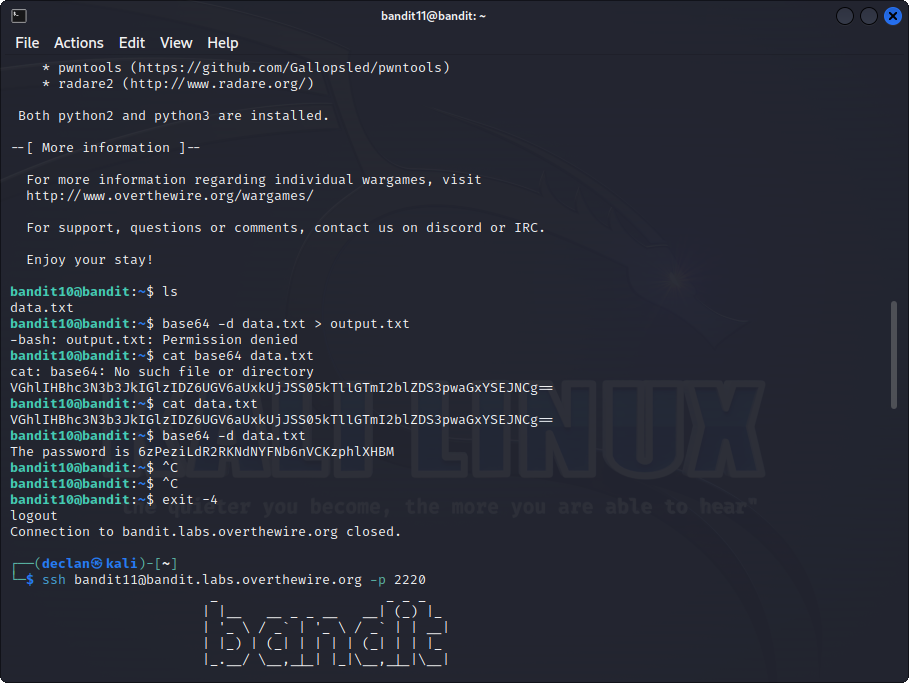 bandit11@bandit: ~
File Actions Edit View Help
* pwntools (https://github.com/Gallopsled/pwntools)
* radare2 (http://www.radare.org/)
Both python2 and python3 are installed.
--[ More information ]--
For more information regarding individual wargames, visit
http://www.overthewire.org/wargames/
For support, questions or comments, contact us on discord or IRC.
Enjoy your stay!
bandit10@bandit:~$ ls
data.txt
bandit10@bandit:~$ base64 -d data.txt > output.txt
-bash: output.txt: Permission denied
bandit10@bandit:~$ cat base64 data.txt
cat: base64: No such file or directory
VGhlIHBhc3N3b3JkIGlzIDZ6UGV6aUxkUjJSS05kTllGTmI2blZDS3pwaGxYSEJNCg==
bandit10@bandit:~$ cat data.txt
VGhlIHBhc3N3b3JkIGlzIDZ6UGV6aUxkUjJSS05kTllGTmI2blZDS3pwaGxYSEJNCg==
bandit10@bandit:~$ base64 -d data.txt
The password is 6zPeziLdR2RKNdNYFNb6nVCKzphlXHBM
bandit10@bandit:~$ ^C
bandit10@bandit:~$ ^C
bandit10@bandit:~$ exit -4
logout
Connection to bandit.labs.overthewire.org closed.
┌──(declan㉿kali)-[~]
└─$ ssh bandit11@bandit.labs.overthewire.org -p 2220
bandit
KALI LINUX
"the quieter you become, the more you are able to hear"